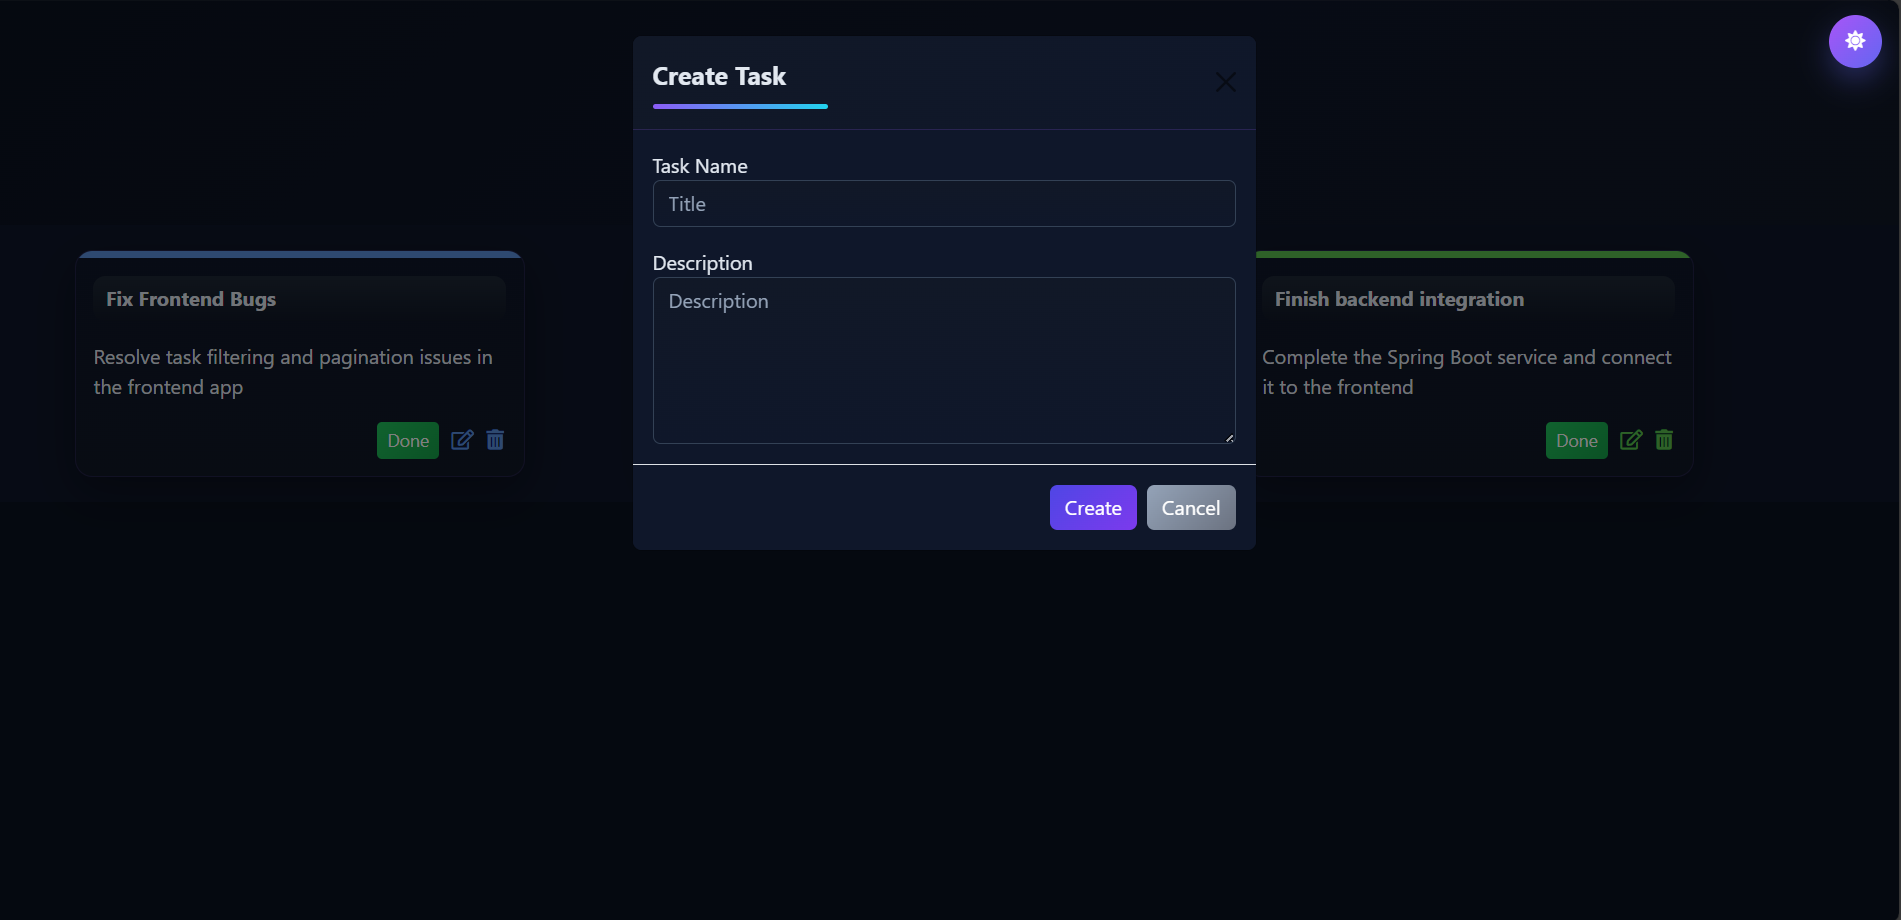 Create Task
Task Name
Title
Description
Description
Create
Cancel
Fix Frontend Bugs
Resolve task filtering and pagination issues in
the frontend app
Done
Finish backend integration
Complete the Spring Boot service and connect
it to the frontend
Done